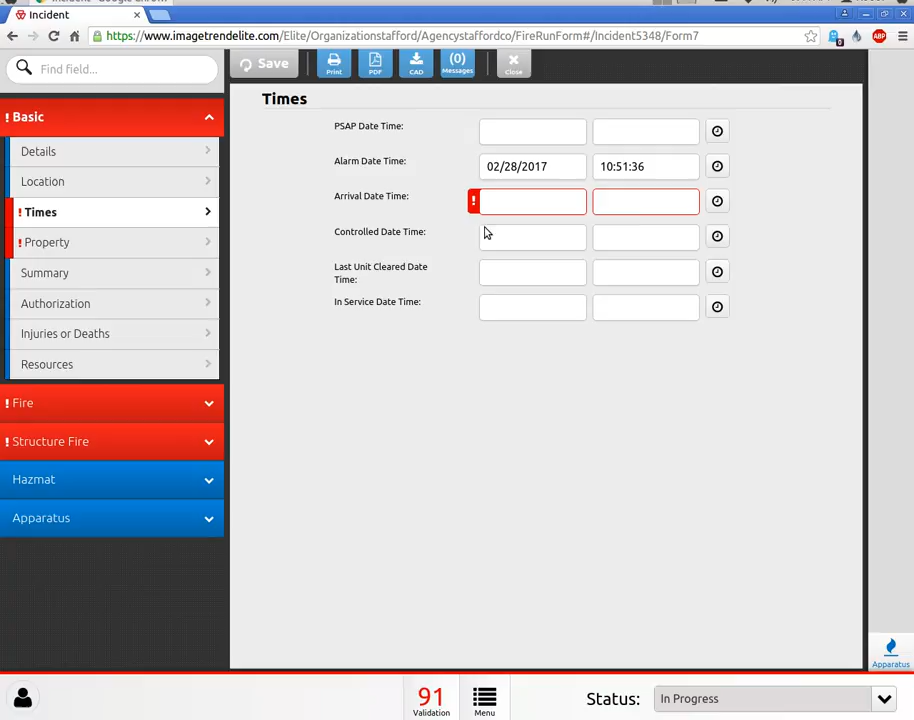 Incident
https://www.imagetrendelite.com/Elite/Organizationstafford/Agencystaffordco/FireRunForm#/Incident5348/Form7
0
ABP
Find field...
Save
Print
PDF
CAD
(0)
Messages
Close
! Basic
Details
Location
! Times
! Property
Summary
Authorization
Injuries or Deaths
Resources
! Fire
! Structure Fire
Hazmat
Apparatus
Times
PSAP Date Time:
Alarm Date Time:
02/28/2017
10:51:36
Arrival Date Time:
!
Controlled Date Time:
Last Unit Cleared Date
Time:
In Service Date Time:
Apparatus
91
Validation
Menu
Status:
In Progress